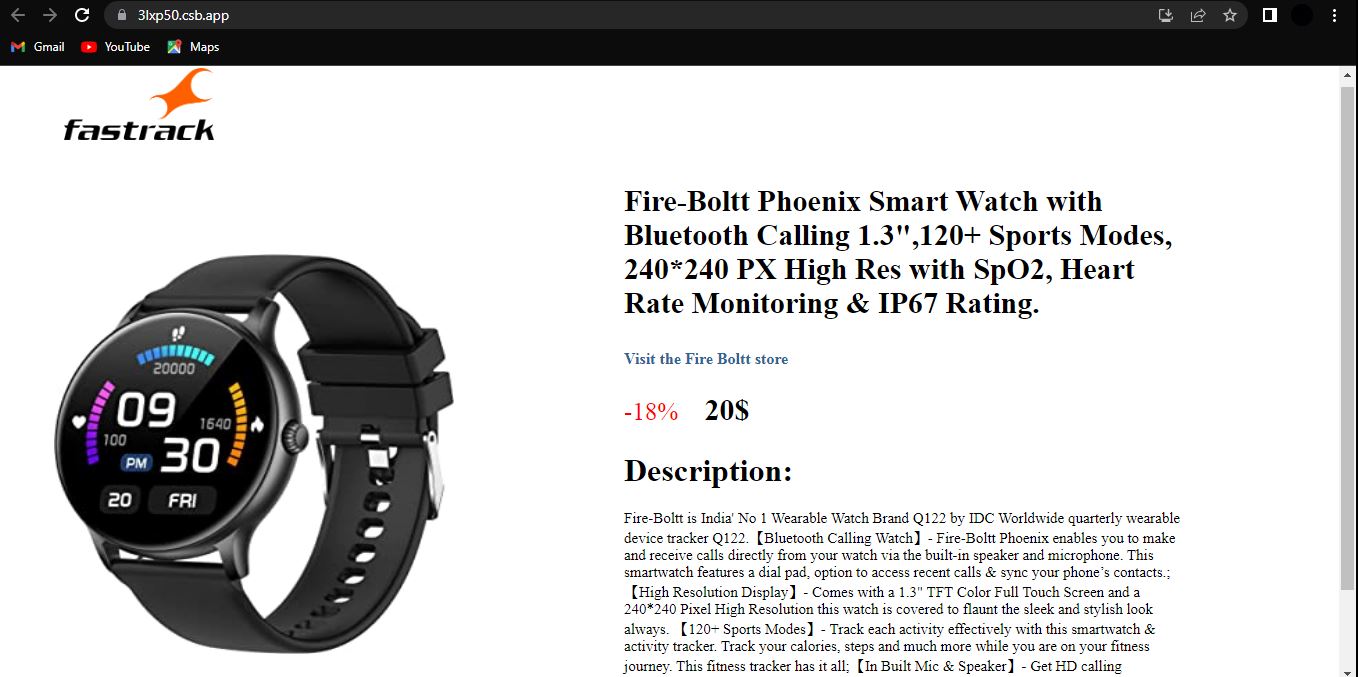 3lxp50.csb.app
Gmail YouTube Maps
fastrack
Fire-Boltt Phoenix Smart Watch with
Bluetooth Calling 1.3",120+ Sports Modes,
240*240 PX High Res with SpO2, Heart
Rate Monitoring & IP67 Rating.
Visit the Fire Boltt store
-18% 20$
Description:
Fire-Boltt is India' No 1 Wearable Watch Brand Q122 by IDC Worldwide quarterly wearable
device tracker Q122.【Bluetooth Calling Watch】- Fire-Boltt Phoenix enables you to make
and receive calls directly from your watch via the built-in speaker and microphone. This
smartwatch features a dial pad, option to access recent calls & sync your phone’s contacts.;
【High Resolution Display】- Comes with a 1.3" TFT Color Full Touch Screen and a
240*240 Pixel High Resolution this watch is covered to flaunt the sleek and stylish look
always. 【120+ Sports Modes】- Track each activity effectively with this smartwatch &
activity tracker. Track your calories, steps and much more while you are on your fitness
journey. This fitness tracker has it all;【In Built Mic & Speaker】- Get HD calling
20000
09
1640
100
PM 30
20 FRI